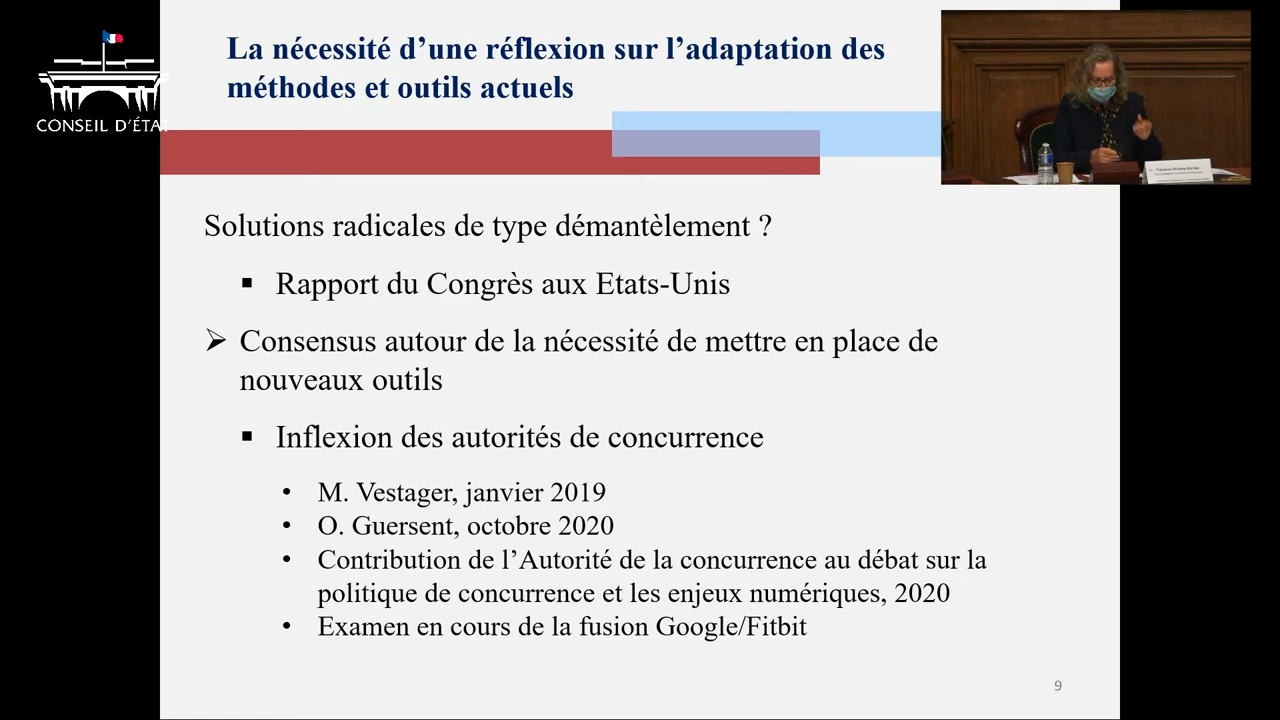 La nécessité d’une réflexion sur l’adaptation des
méthodes et outils actuels
CONSEIL D’ÉTAT
Solutions radicales de type démantèlement ?
▪ Rapport du Congrès aux Etats-Unis
➢ Consensus autour de la nécessité de mettre en place de
nouveaux outils
▪ Inflexion des autorités de concurrence
• M. Vestager, janvier 2019
• O. Guersent, octobre 2020
• Contribution de l’Autorité de la concurrence au débat sur la
politique de concurrence et les enjeux numériques, 2020
• Examen en cours de la fusion Google/Fitbit
9